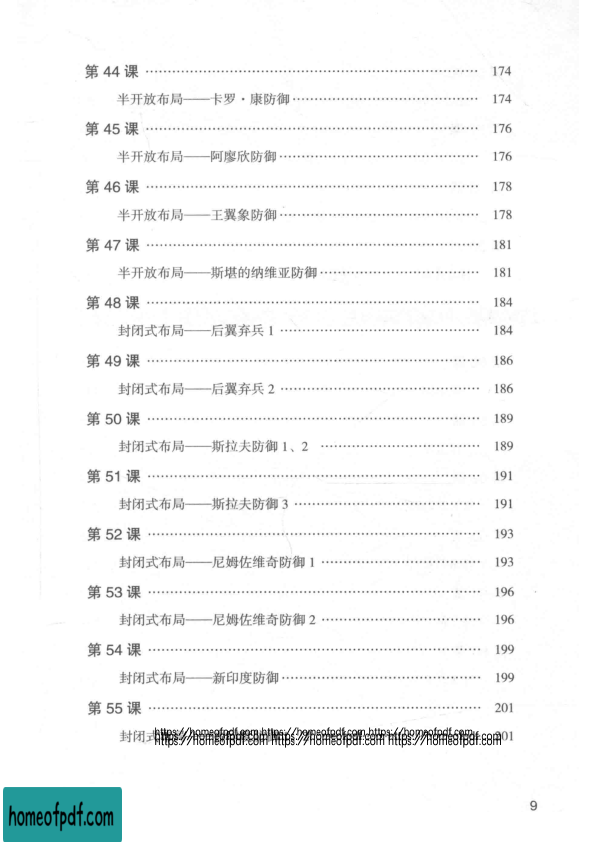 第 44 课 174
半开放布局——卡罗·康防御 174
第 45 课 176
半开放布局——阿廖欣防御 176
第 46 课 178
半开放布局——王翼象防御 178
第 47 课 181
半开放布局——斯堪的纳维亚防御 181
第 48 课 184
封闭式布局——后翼弃兵 1 184
第 49 课 186
封闭式布局——后翼弃兵 2 186
第 50 课 189
封闭式布局——斯拉夫防御 1、2 189
第 51 课 191
封闭式布局——斯拉夫防御 3 191
第 52 课 193
封闭式布局——尼姆佐维奇防御 1 193
第 53 课 196
封闭式布局——尼姆佐维奇防御 2 196
第 54 课 199
封闭式布局——新印度防御 199
第 55 课 201
https://homeofpdf.com https://homeofpdf.com https://homeofpdf.com
封闭式 https://homeofpdf.com https://homeofpdf.com https://homeofpdf.com 201
9
homeofpdf.com